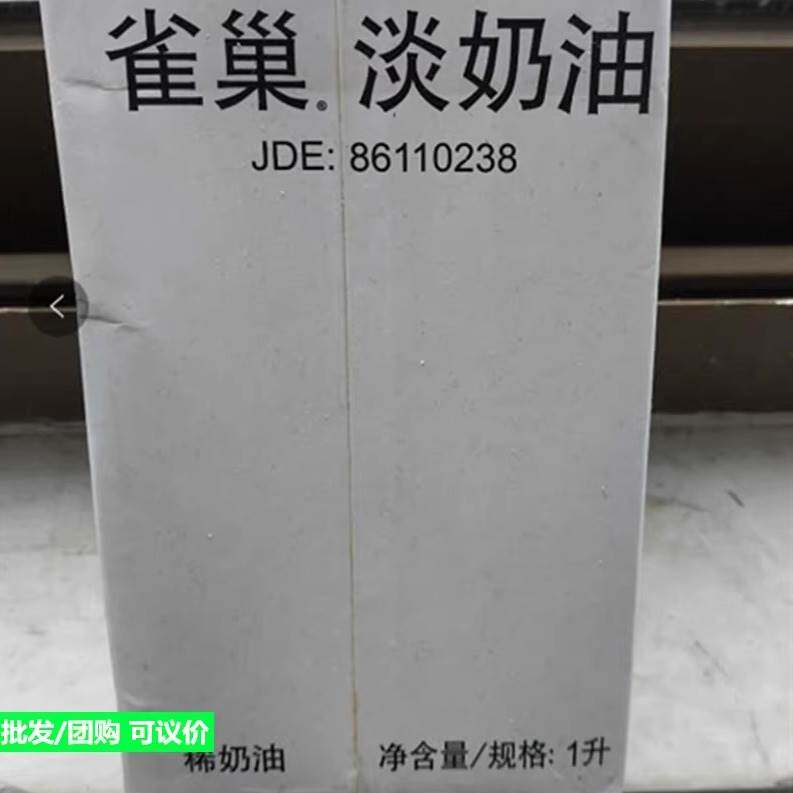 雀巢® 淡奶油
JDE: 86110238
批发/团购 可议价
稀奶油
净含量/规格: 1升